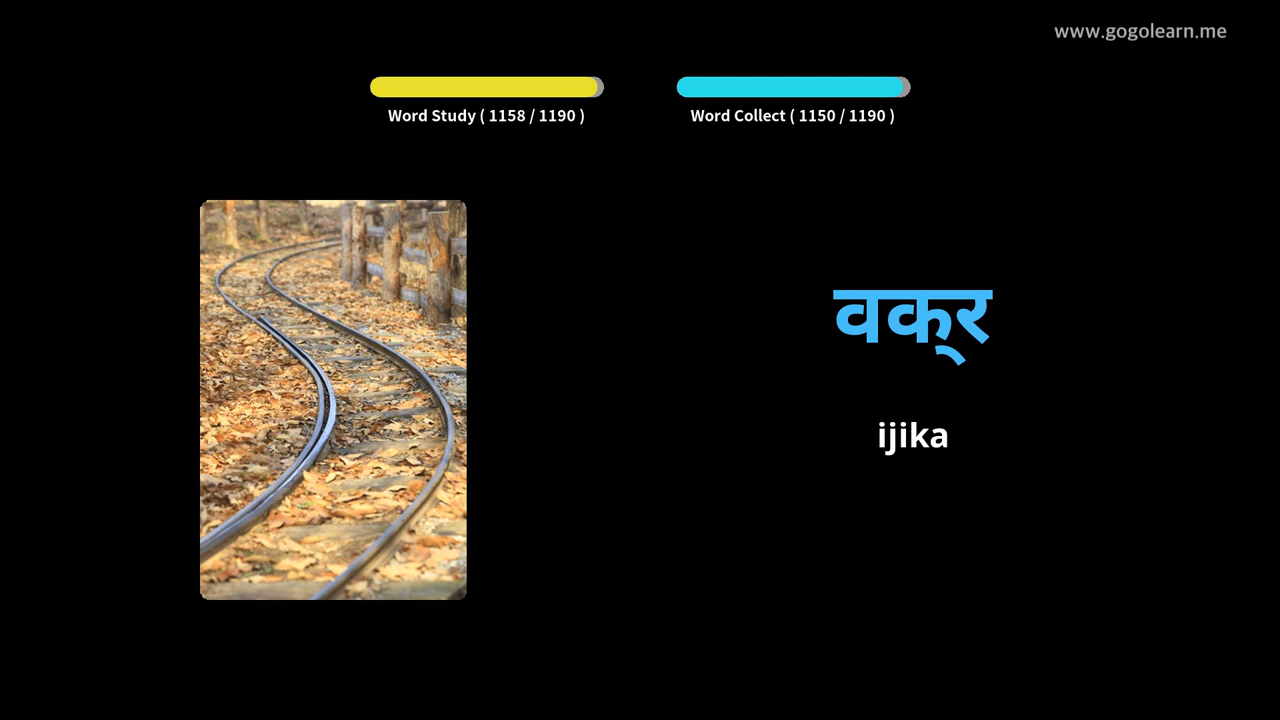 www.gogolearn.me
Word Study ( 1158 / 1190 )
Word Collect ( 1150 / 1190 )
वक्र
ijika